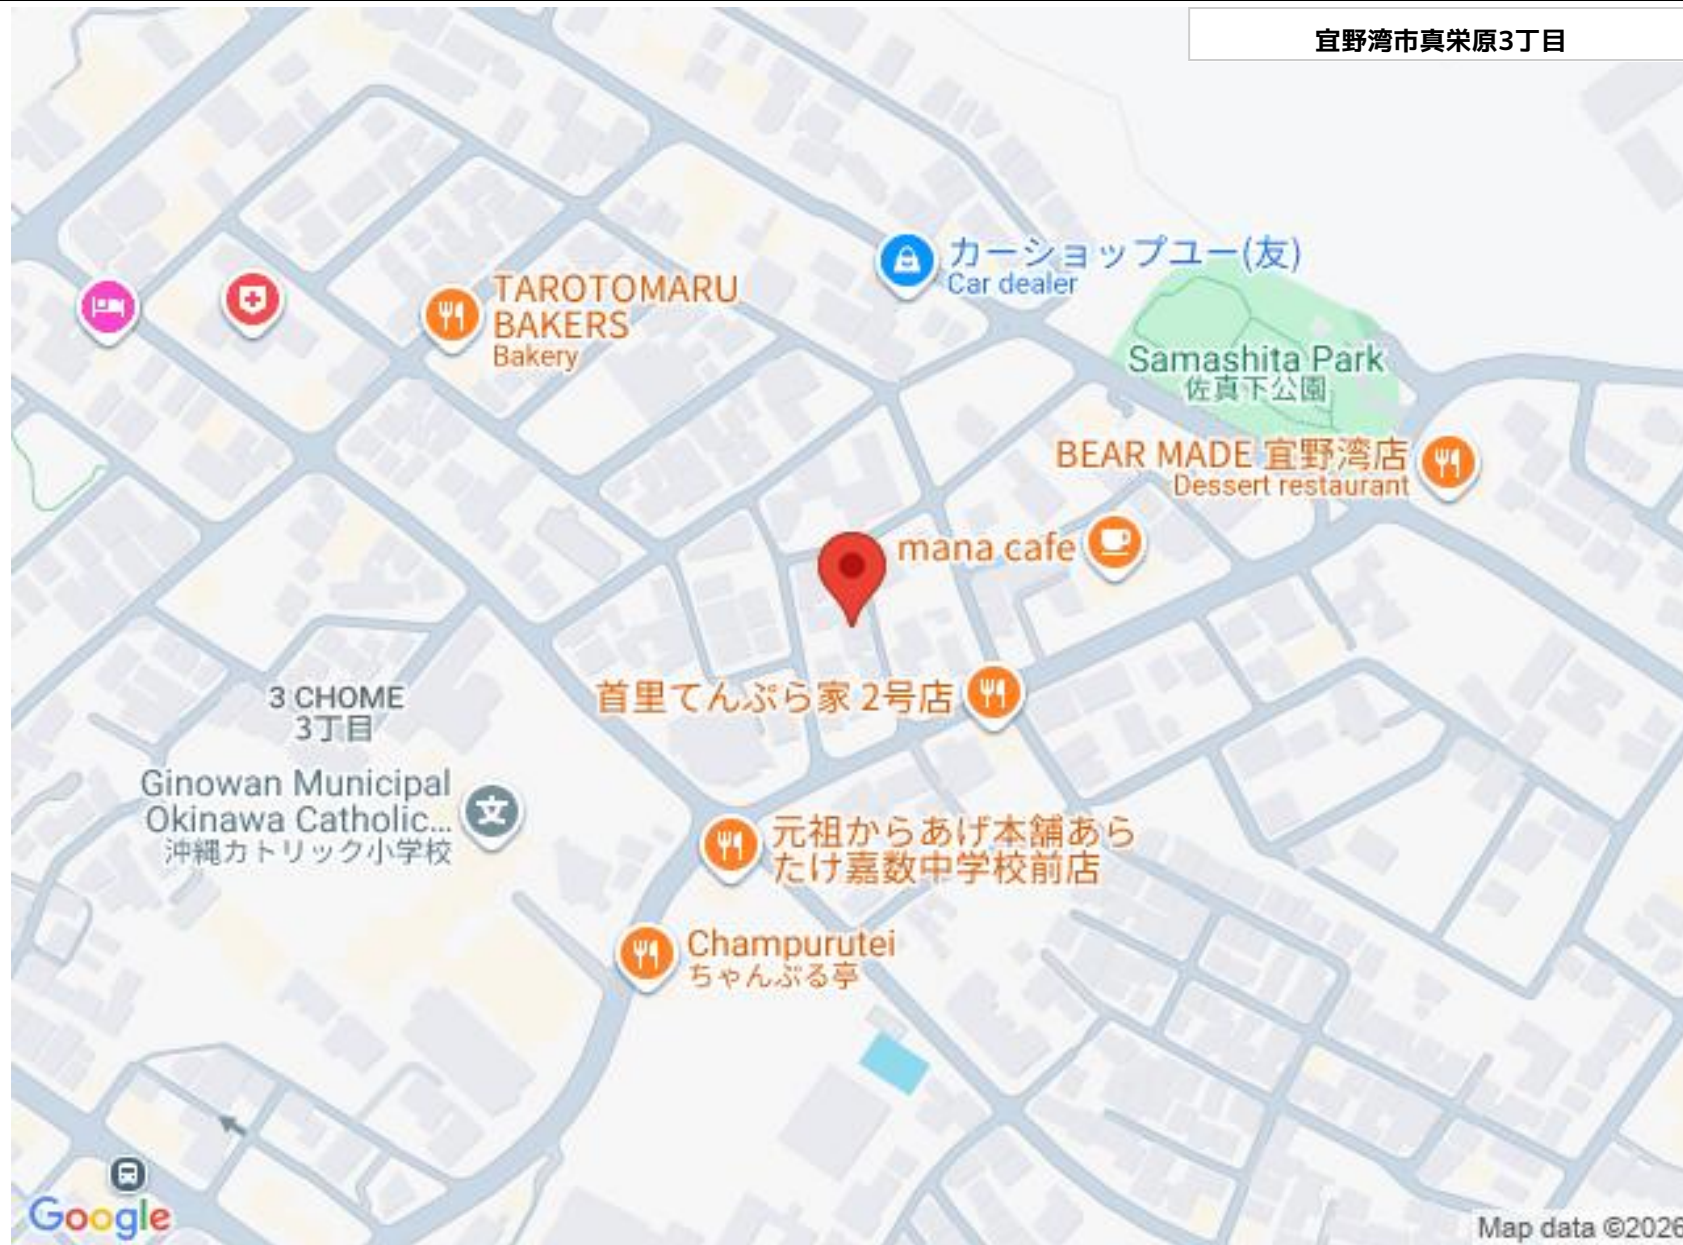 宜野湾市真栄原3丁目
カーショップユー(友)
Car dealer
TAROTOMARU
BAKERS
Bakery
Samashita Park
佐真下公園
BEAR MADE 宜野湾店
Dessert restaurant
mana cafe
首里てんぷら家 2号店
3 CHOME
3丁目
Ginowan Municipal
Okinawa Catholic...
沖縄カトリック小学校
文
元祖からあげ本舗あら
たけ嘉数中学校前店
Champurutei
ちゃんぷる亭
Google
Map data ©2026